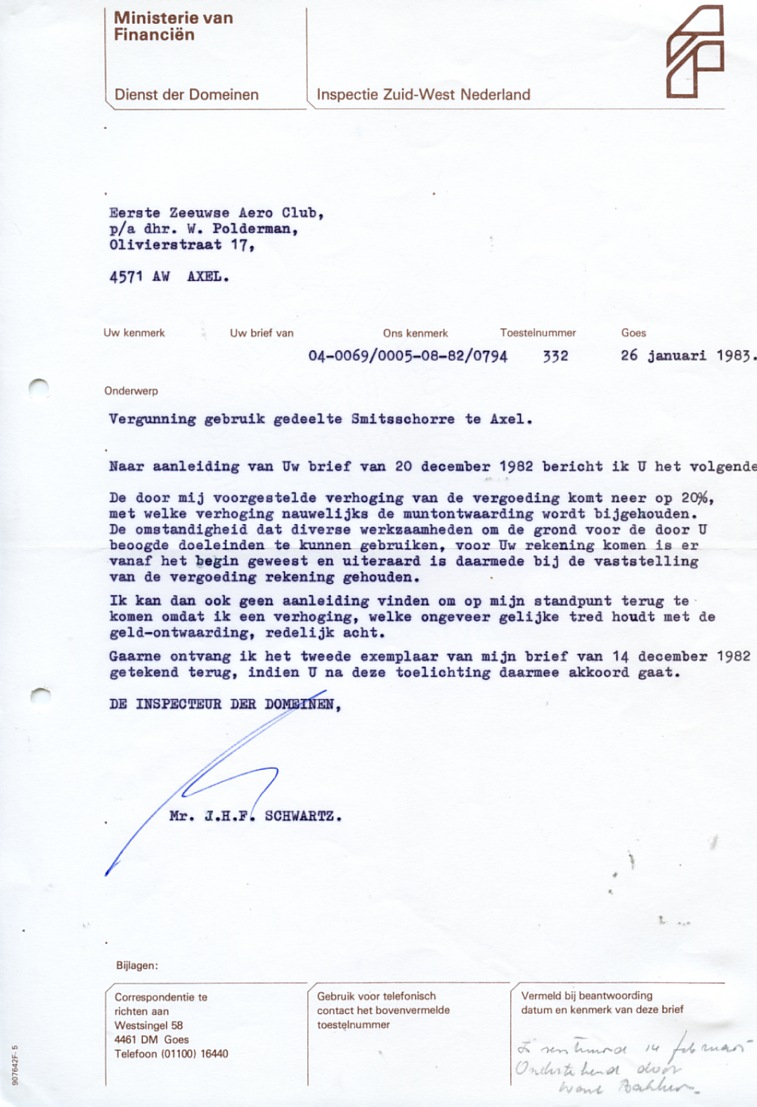 Ministerie van
Financiën
Dienst der Domeinen
Inspectie Zuid-West Nederland
Eerste Zeeuwse Aero Club,
p/a dhr. W. Polderman,
Olivierstraat 17,
4571 AW AXEL.
Uw kenmerk Uw brief van Ons kenmerk Toestelnummer Goes
04-0069/0005-08-82/0794 332 26 januari 1983.
Onderwerp
Vergunning gebruik gedeelte Smitsschorre te Axel.
Naar aanleiding van Uw brief van 20 december 1982 bericht ik U het volgende
De door mij voorgestelde verhoging van de vergoeding komt neer op 20%,
met welke verhoging nauwelijks de muntontwaarding wordt bijgehouden.
De omstandigheid dat diverse werkzaamheden om de grond voor de door U
beoogde doeleinden te kunnen gebruiken, voor Uw rekening komen is er
vanaf het begin geweest en uiteraard is daarmede bij de vaststelling
van de vergoeding rekening gehouden.
Ik kan dan ook geen aanleiding vinden om op mijn standpunt terug te
komen omdat ik een verhoging, welke ongeveer gelijke tred houdt met de
geld-ontwaarding, redelijk acht.
Gaarne ontvang ik het tweede exemplaar van mijn brief van 14 december 1982
getekend terug, indien U na deze toelichting daarmee akkoord gaat.
DE INSPECTEUR DER DOMEINEN,
Mr. J.H.F. SCHWARTZ.
Bijlagen:
Correspondentie te
richten aan
Westsingel 58
4461 DM Goes
Telefoon (01100) 16440
Gebruik voor telefonisch
contact het bovenvermelde
toestelnummer
Vermeld bij beantwoording
datum en kenmerk van deze brief
14 februari
door
907642F-5